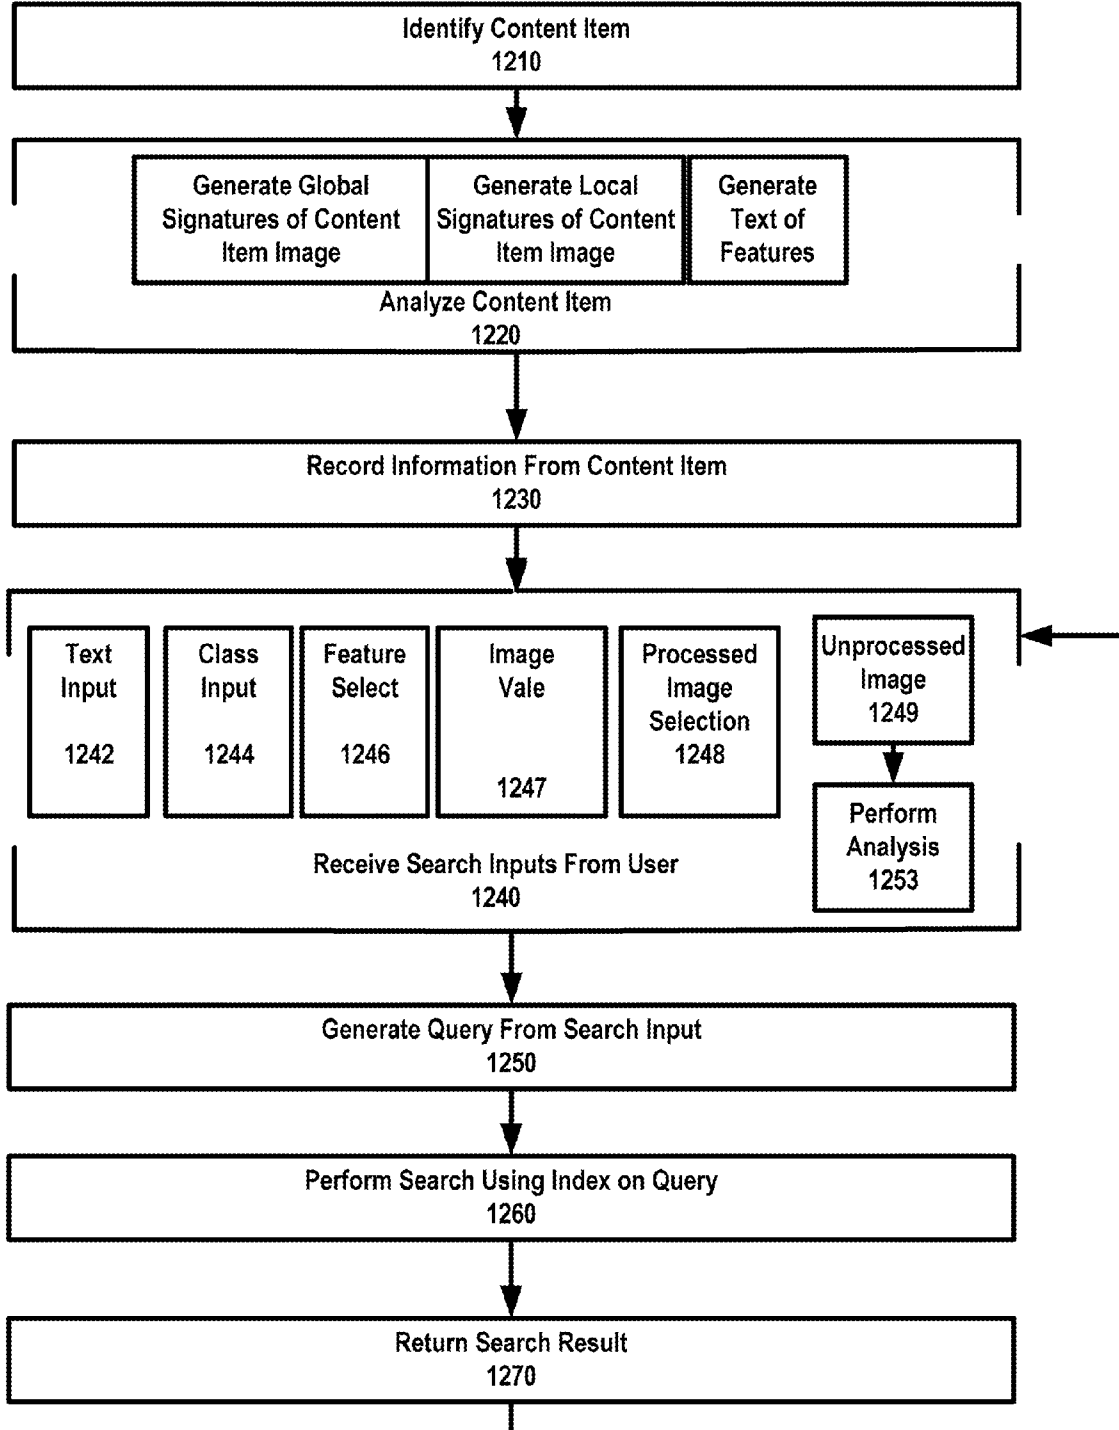 Identify Content Item
1210
Generate Global
Signatures of Content
Item Image
Generate Local
Signatures of Content
Item Image
Generate
Text of
Features
Analyze Content Item
1220
Record Information From Content Item
1230
Text
Input
1242
Class
Input
1244
Feature
Select
1246
Image
Vale
1247
Processed
Image
Selection
1248
Unprocessed
Image
1249
Perform
Analysis
1253
Receive Search Inputs From User
1240
Generate Query From Search Input
1250
Perform Search Using Index on Query
1260
Return Search Result
1270